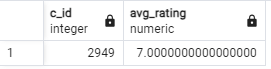 c_id avg_rating
integer numeric
1 2949 7.0000000000000000